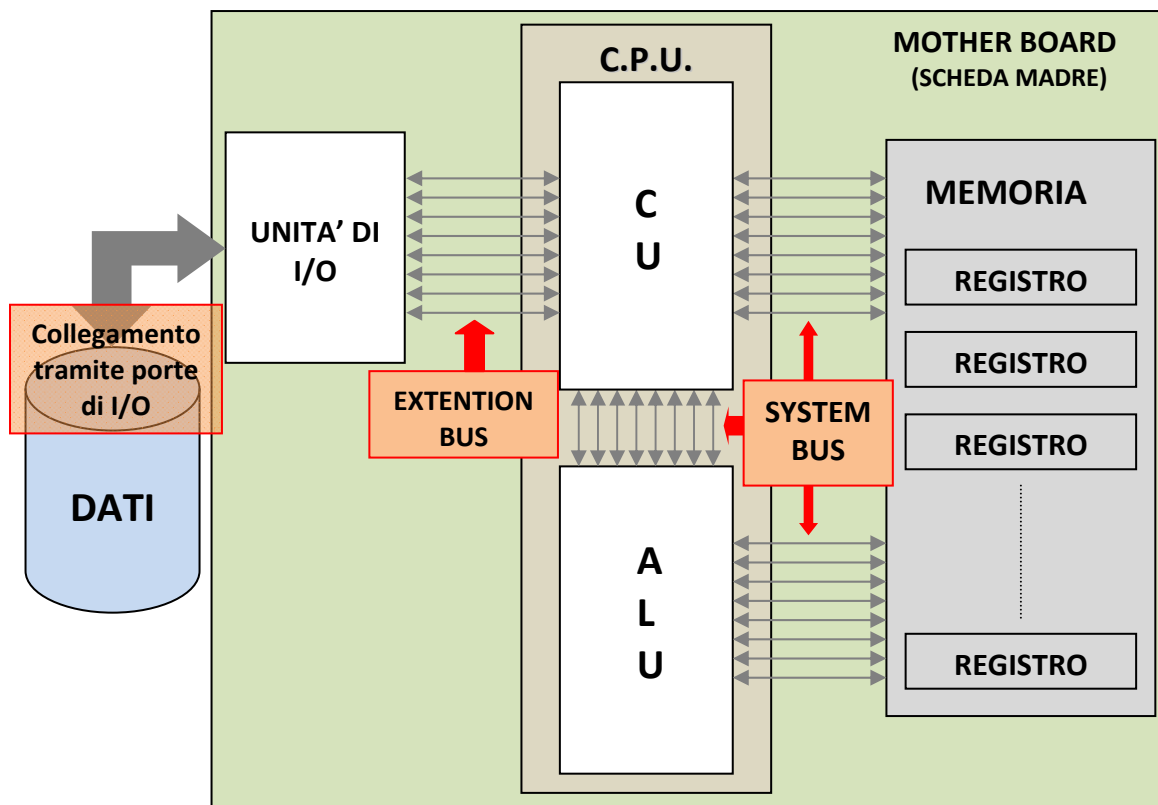 MOTHER BOARD
(SCHEDA MADRE)
C.P.U.
UNITA’ DI
I/O
C
U
MEMORIA
REGISTRO
REGISTRO
REGISTRO
REGISTRO
Collegamento
tramite porte
di I/O
DATI
EXTENTION
BUS
SYSTEM
BUS
A
L
U